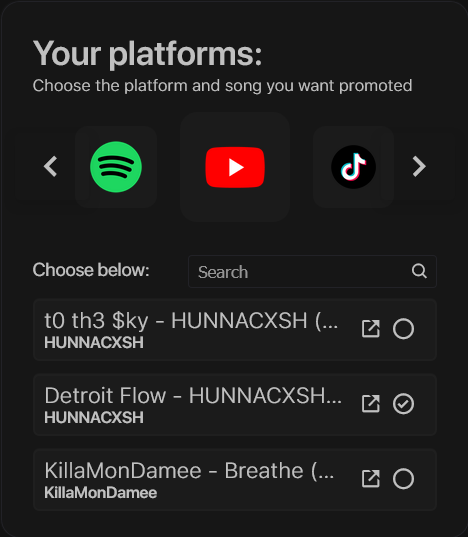 Your platforms:
Choose the platform and song you want promoted
Choose below:
Search
t0 th3 $ky - HUNNACXSH (...
HUNNACXSH
Detroit Flow - HUNNACXSH...
HUNNACXSH
KillaMonDamee - Breathe (...
KillaMonDamee